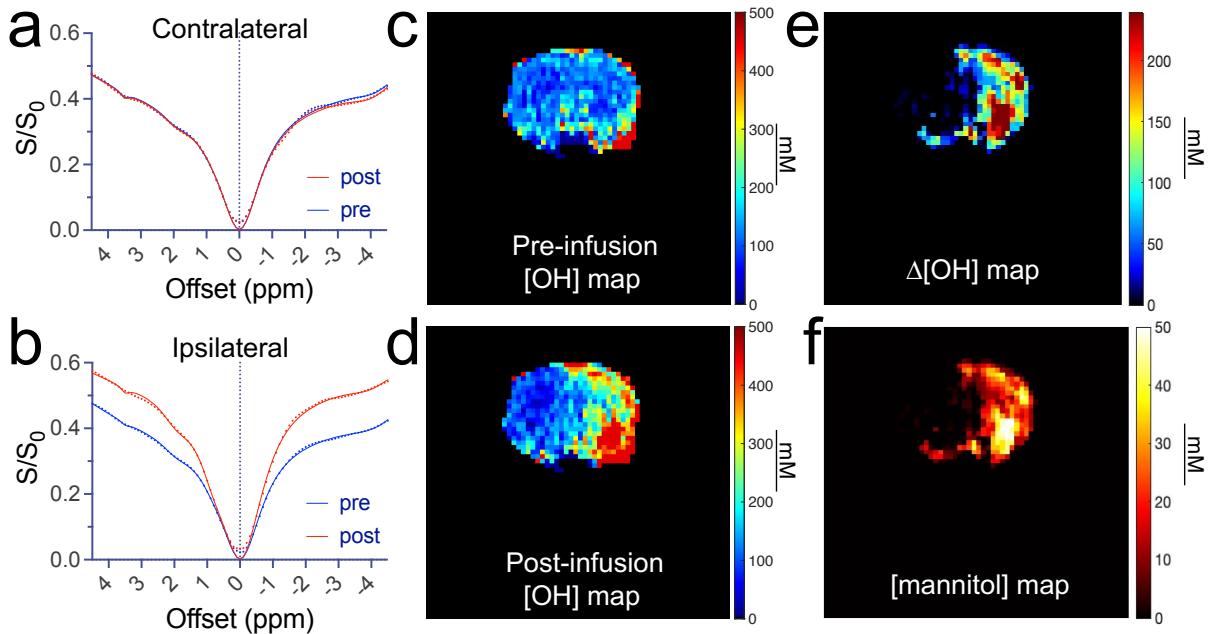 a
Contralateral
0.6
0.4
0.2
0.0
S/S0
post
pre
4 3 2 1 0 -1 -2 -3 -4
Offset (ppm)
b
Ipsilateral
0.6
0.4
0.2
0.0
S/S0
pre
post
4 3 2 1 0 -1 -2 -3 -4
Offset (ppm)
c
Pre-infusion
[OH] map
500
400
300
200
100
0
mM
d
Post-infusion
[OH] map
500
400
300
200
100
0
mM
e
Δ[OH] map
200
150
100
50
0
mM
f
[mannitol] map
50
40
30
20
10
0
mM